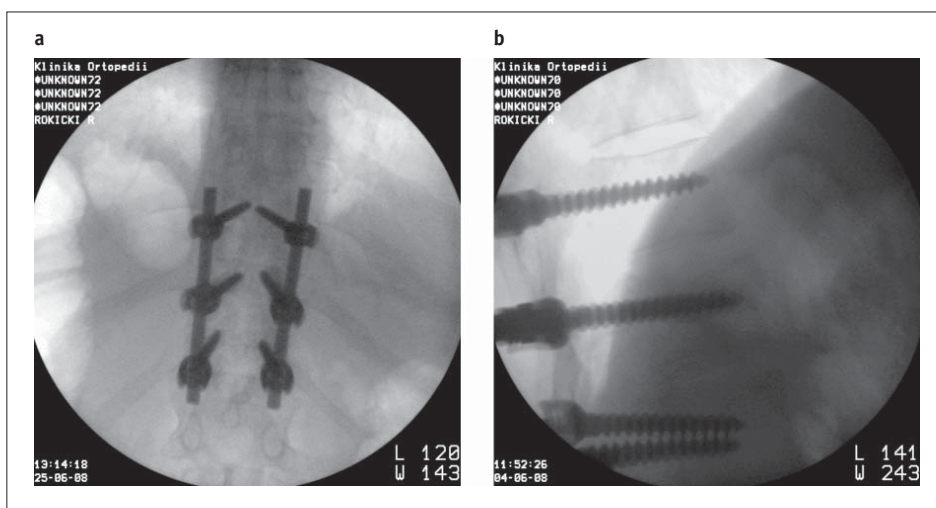 a
Klinika Ortopedii
*UNKNOWN72
*UNKNOWN72
*UNKNOWN72
ROKICKI R
L 120
W 143
13:14:18
25-06-08
b
Klinika Ortopedii
*UNKNOWN70
*UNKNOWN70
*UNKNOWN70
ROKICKI R
L 141
W 243
11:52:26
04-06-08